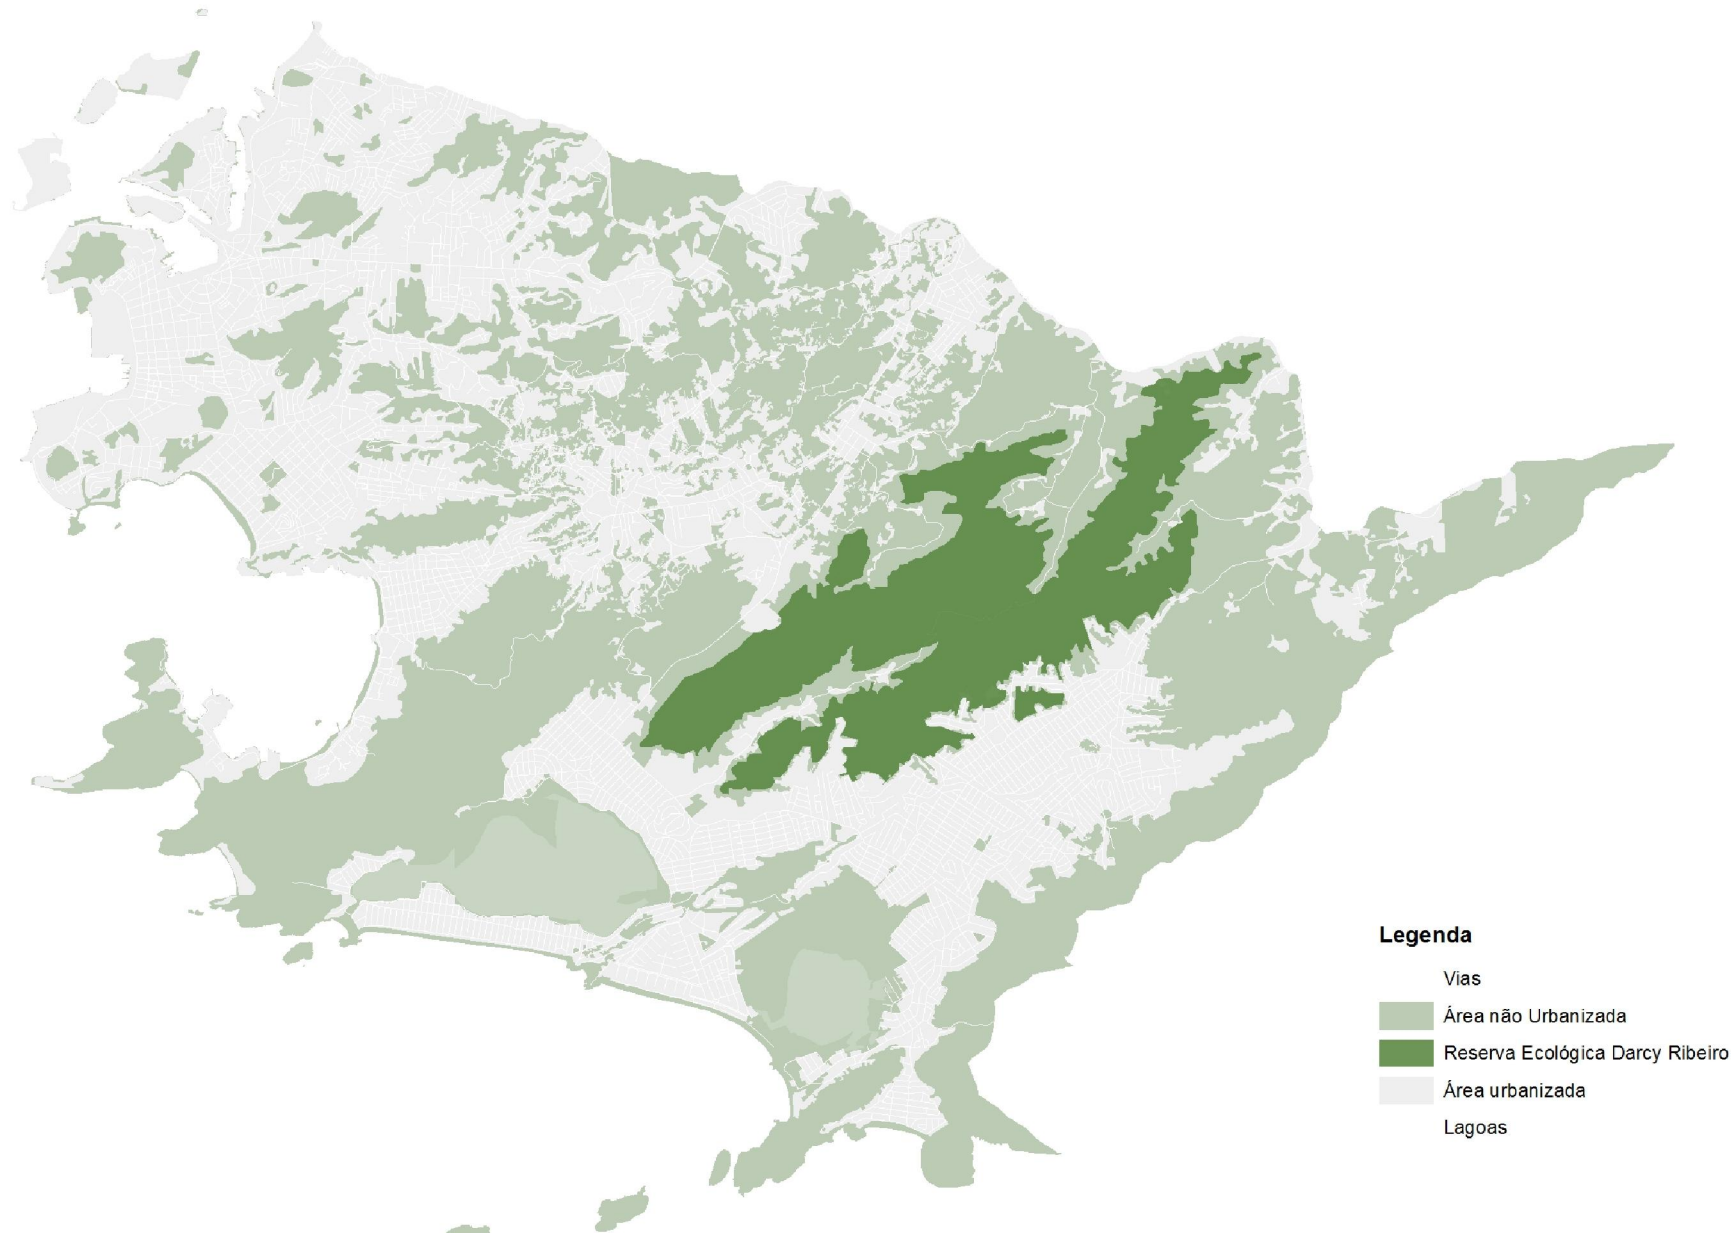 Legenda
Vias
Área não Urbanizada
Reserva Ecológica Darcy Ribeiro
Área urbanizada
Lagoas